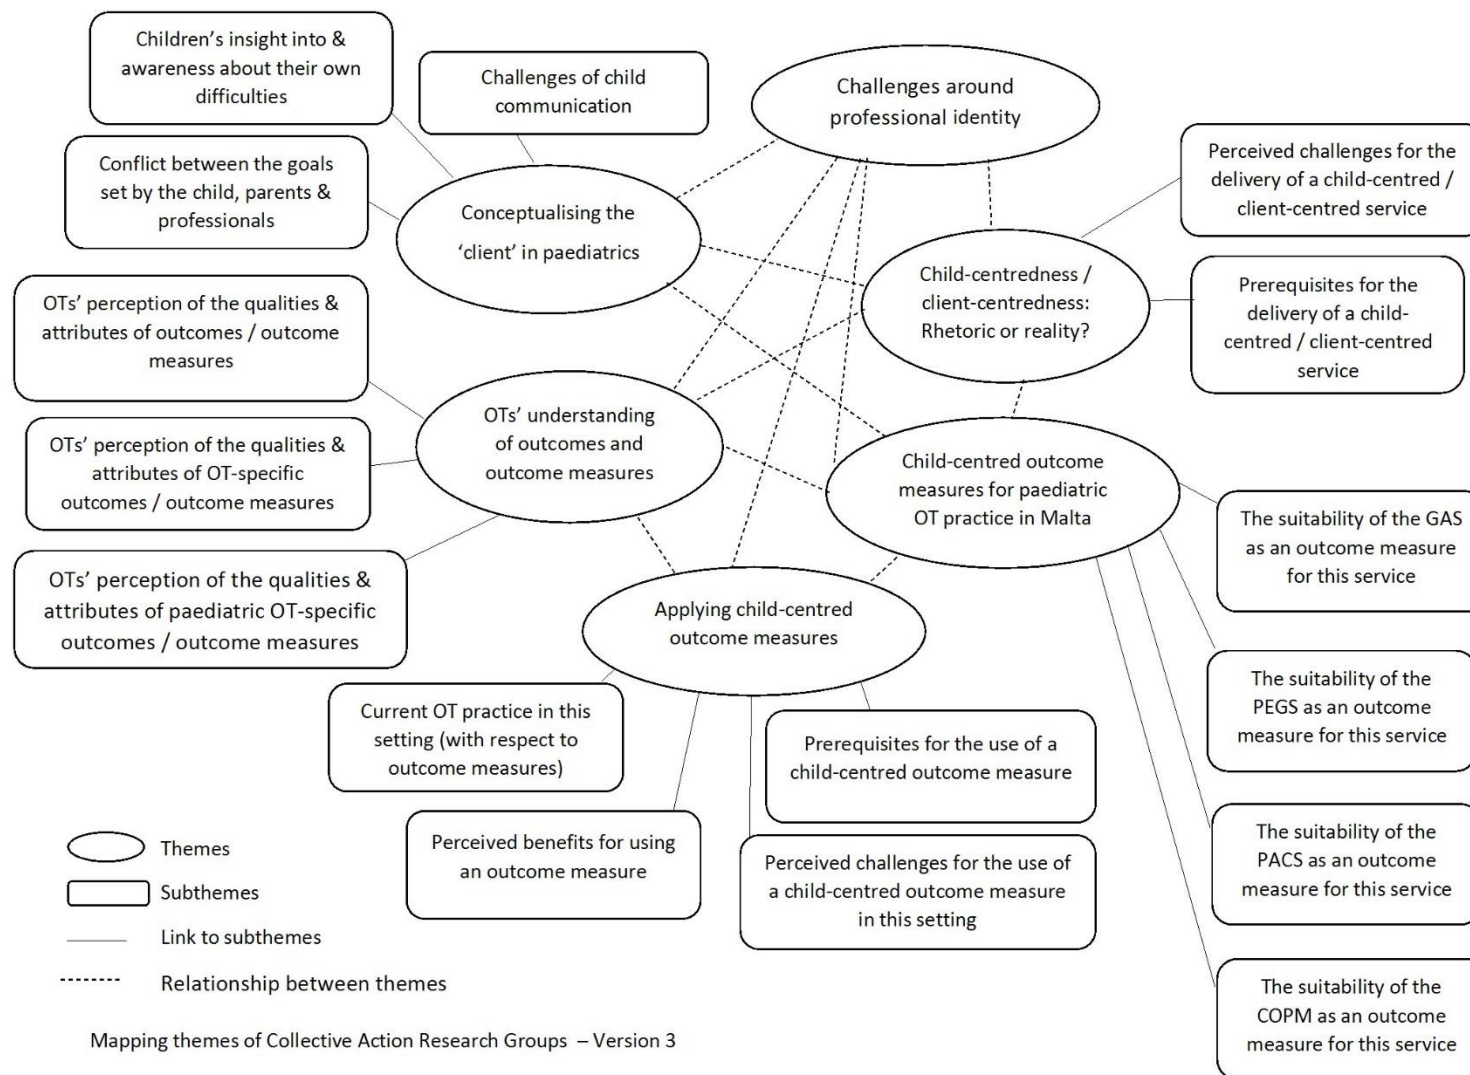 Children’s insight into &
awareness about their own
difficulties
Challenges of child
communication
Challenges around
professional identity
Conflict between the goals
set by the child, parents &
professionals
Conceptualising the
‘client’ in paediatrics
Perceived challenges for the
delivery of a child-centred /
client-centred service
Child-centredness /
client-centredness:
Rhetoric or reality?
Prerequisites for the
delivery of a child-
centred / client-centred
service
OTs’ perception of the qualities &
attributes of outcomes / outcome
measures
OTs’ understanding
of outcomes and
outcome measures
OTs’ perception of the qualities &
attributes of OT-specific
outcomes / outcome measures
Child-centred outcome
measures for paediatric
OT practice in Malta
The suitability of the GAS
as an outcome measure
for this service
OTs’ perception of the qualities &
attributes of paediatric OT-specific
outcomes / outcome measures
Applying child-centred
outcome measures
The suitability of the
PEGS as an outcome
measure for this service
Current OT practice in this
setting (with respect to
outcome measures)
Prerequisites for the use of a
child-centred outcome measure
Perceived benefits for using
an outcome measure
Perceived challenges for the use of
a child-centred outcome measure
in this setting
The suitability of the
PACS as an outcome
measure for this service
The suitability of the
COPM as an outcome
measure for this service
Themes
Subthemes
Link to subthemes
Relationship between themes
Mapping themes of Collective Action Research Groups – Version 3